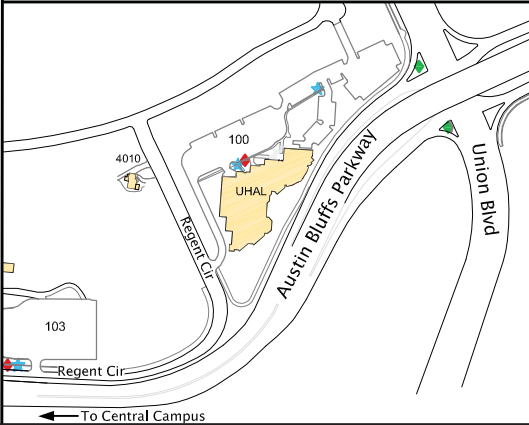 100
4010
UHAL
Austin Bluffs Parkway
Union Blvd
Regent Cir
103
Regent Cir
To Central Campus